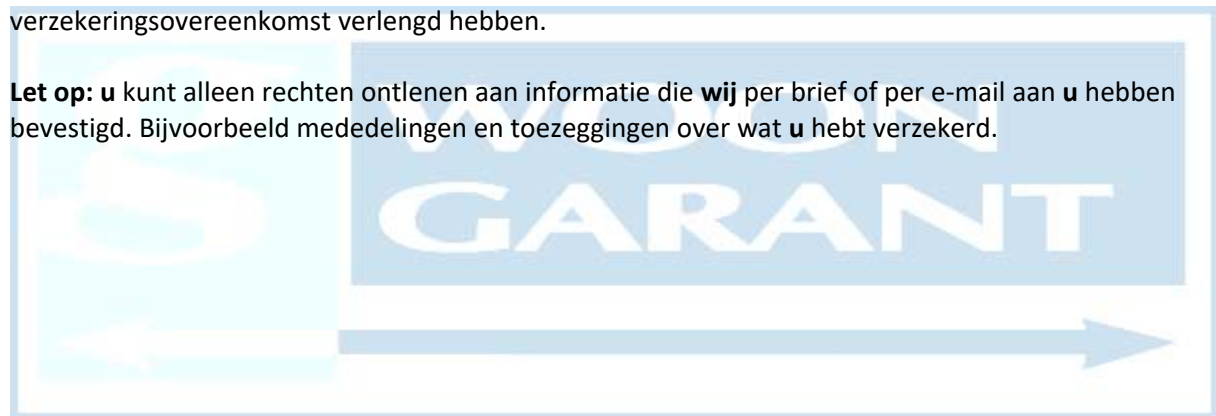 verzekeringsovereenkomst verlengd hebben.
Let op: u kunt alleen rechten ontlenen aan informatie die wij per brief of per e-mail aan u hebben
bevestigd. Bijvoorbeeld mededelingen en toezeggingen over wat u hebt verzekerd.
WOON
GARANT